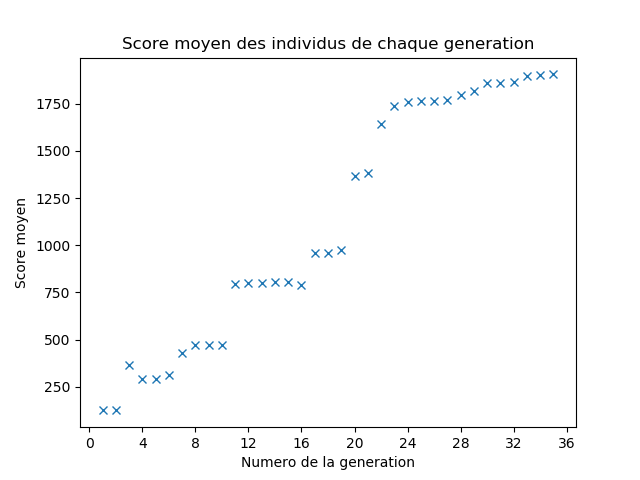 Score moyen des individus de chaque generation
1750
1500
1250
1000
750
500
250
Score moyen
0 4 8 12 16 20 24 28 32 36
Numero de la generation